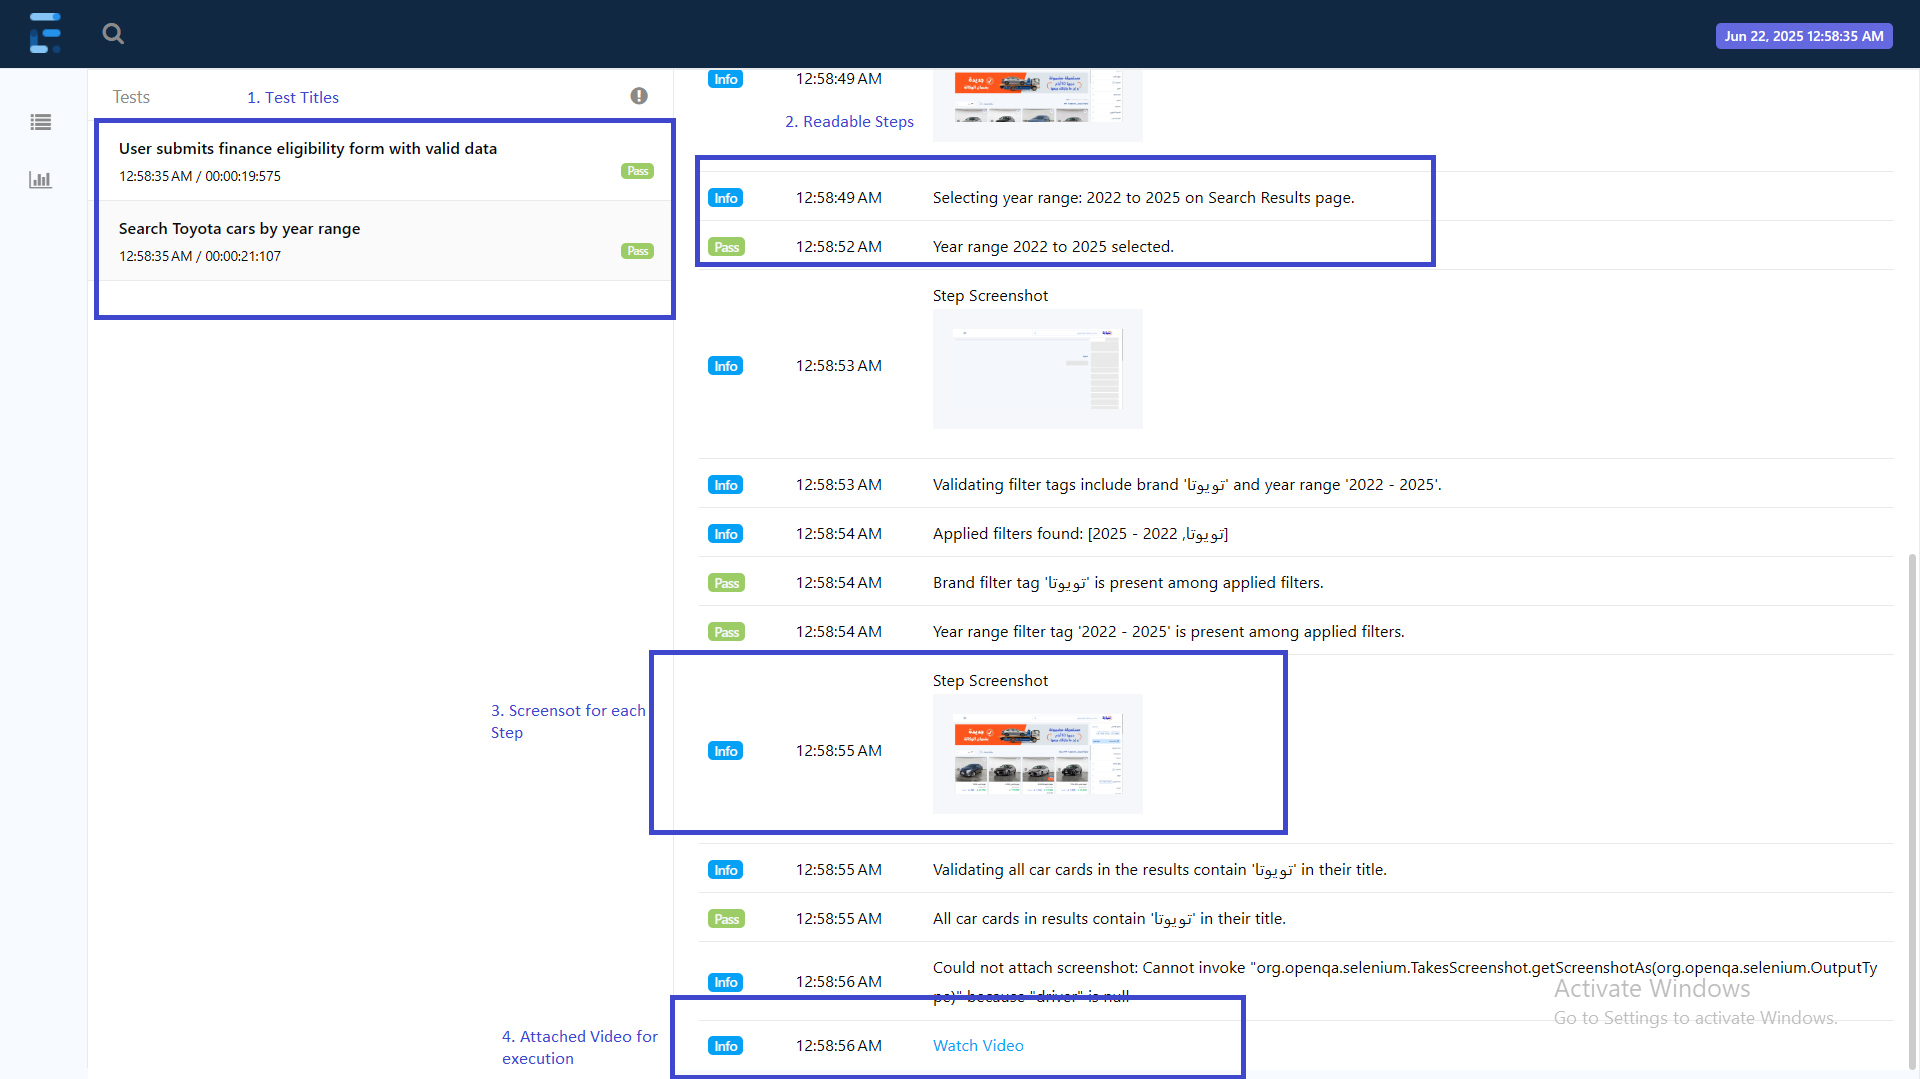 Jun 22, 2025 12:58:35 AM
Tests
1. Test Titles
User submits finance eligibility form with valid data
12:58:35 AM / 00:00:19:575
Pass
Search Toyota cars by year range
12:58:35 AM / 00:00:21:107
Pass
Info 12:58:49 AM
جديدة
2. Readable Steps
Info 12:58:49 AM Selecting year range: 2022 to 2025 on Search Results page.
Pass 12:58:52 AM Year range 2022 to 2025 selected.
Step Screenshot
Info 12:58:53 AM
Info 12:58:53 AM Validating filter tags include brand 'تويوتا' and year range '2022 - 2025'.
Info 12:58:54 AM Applied filters found: [تويوتا, 2022 - 2025]
Pass 12:58:54 AM Brand filter tag 'تويوتا' is present among applied filters.
Pass 12:58:54 AM Year range filter tag '2022 - 2025' is present among applied filters.
3. Screensot for each
Step
Step Screenshot
Info 12:58:55 AM
جديدة
Info 12:58:55 AM Validating all car cards in the results contain 'تويوتا' in their title.
Pass 12:58:55 AM All car cards in results contain 'تويوتا' in their title.
Info 12:58:56 AM Could not attach screenshot: Cannot invoke "org.openqa.selenium.TakesScreenshot.getScreenshotAs(org.openqa.selenium.OutputTy
pe)" because "driver" is null
Activate Windows
Go to Settings to activate Windows.
4. Attached Video for
execution
Info 12:58:56 AM Watch Video